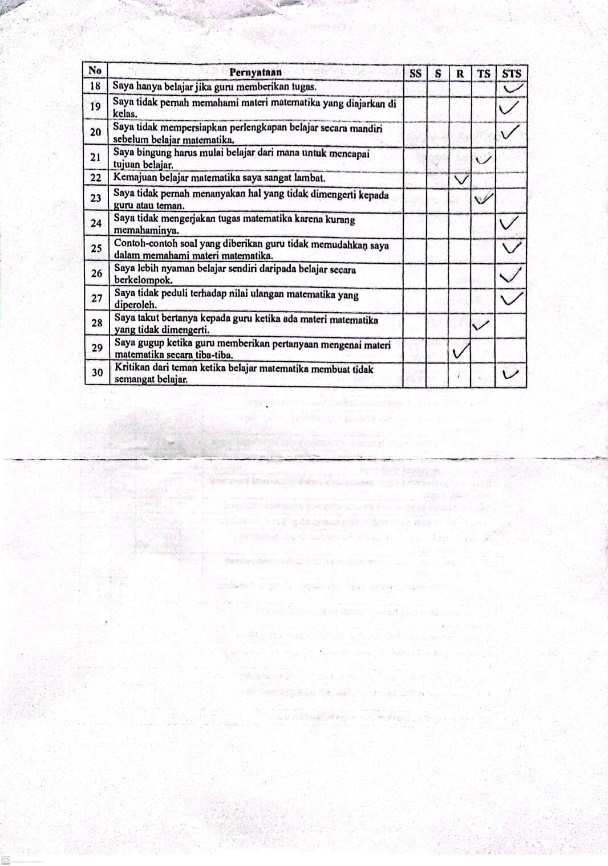 No Pernyataan SS S R TS STS
18 Saya hanya belajar jika guru memberikan tugas. ✓
19 Saya tidak pernah memahami materi matematika yang diajarkan di
kelas. ✓
20 Saya tidak mempersiapkan perlengkapan belajar secara mandiri
sebelum belajar matematika. ✓
21 Saya bingung harus mulai belajar dari mana untuk mencapai
tujuan belajar. ✓
22 Kemajuan belajar matematika saya sangat lambat. ✓
23 Saya tidak pernah menanyakan hal yang tidak dimengerti kepada
guru atau teman. ✓
24 Saya tidak mengerjakan tugas matematika karena kurang
memahaminya. ✓
25 Contoh-contoh soal yang diberikan guru tidak memudahkan saya
dalam memahami materi matematika. ✓
26 Saya lebih nyaman belajar sendiri daripada belajar secara
berkelompok. ✓
27 Saya tidak peduli terhadap nilai ulangan matematika yang
diperoleh. ✓
28 Saya takut bertanya kepada guru ketika ada materi matematika
yang tidak dimengerti. ✓
29 Saya gugup ketika guru memberikan pertanyaan mengenai materi
matematika secara tiba-tiba. ✓
30 Kritikan dari teman ketika belajar matematika membuat tidak
semangat belajar. ✓